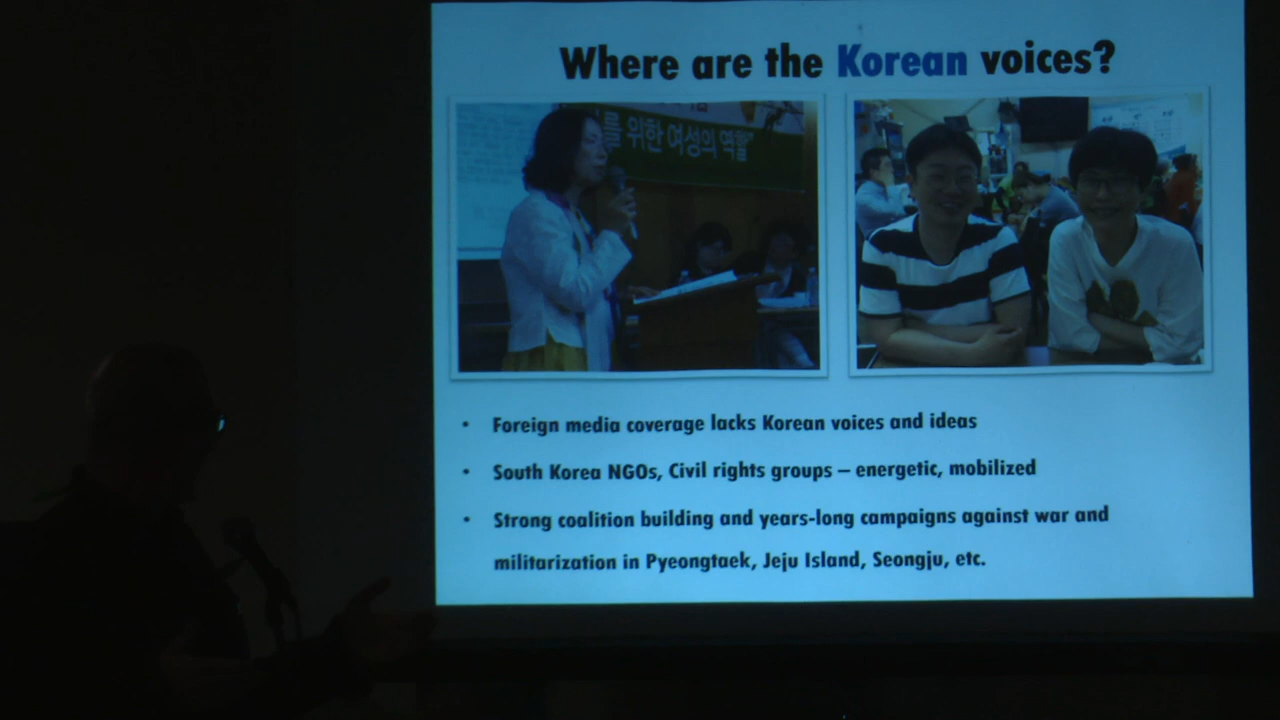 Where are the Korean voices?
를 위한 여성의 역할"
• Foreign media coverage lacks Korean voices and ideas
• South Korea NGOs, Civil rights groups – energetic, mobilized
• Strong coalition building and years-long campaigns against war and
militarization in Pyeongtaek, Jeju Island, Seongju, etc.